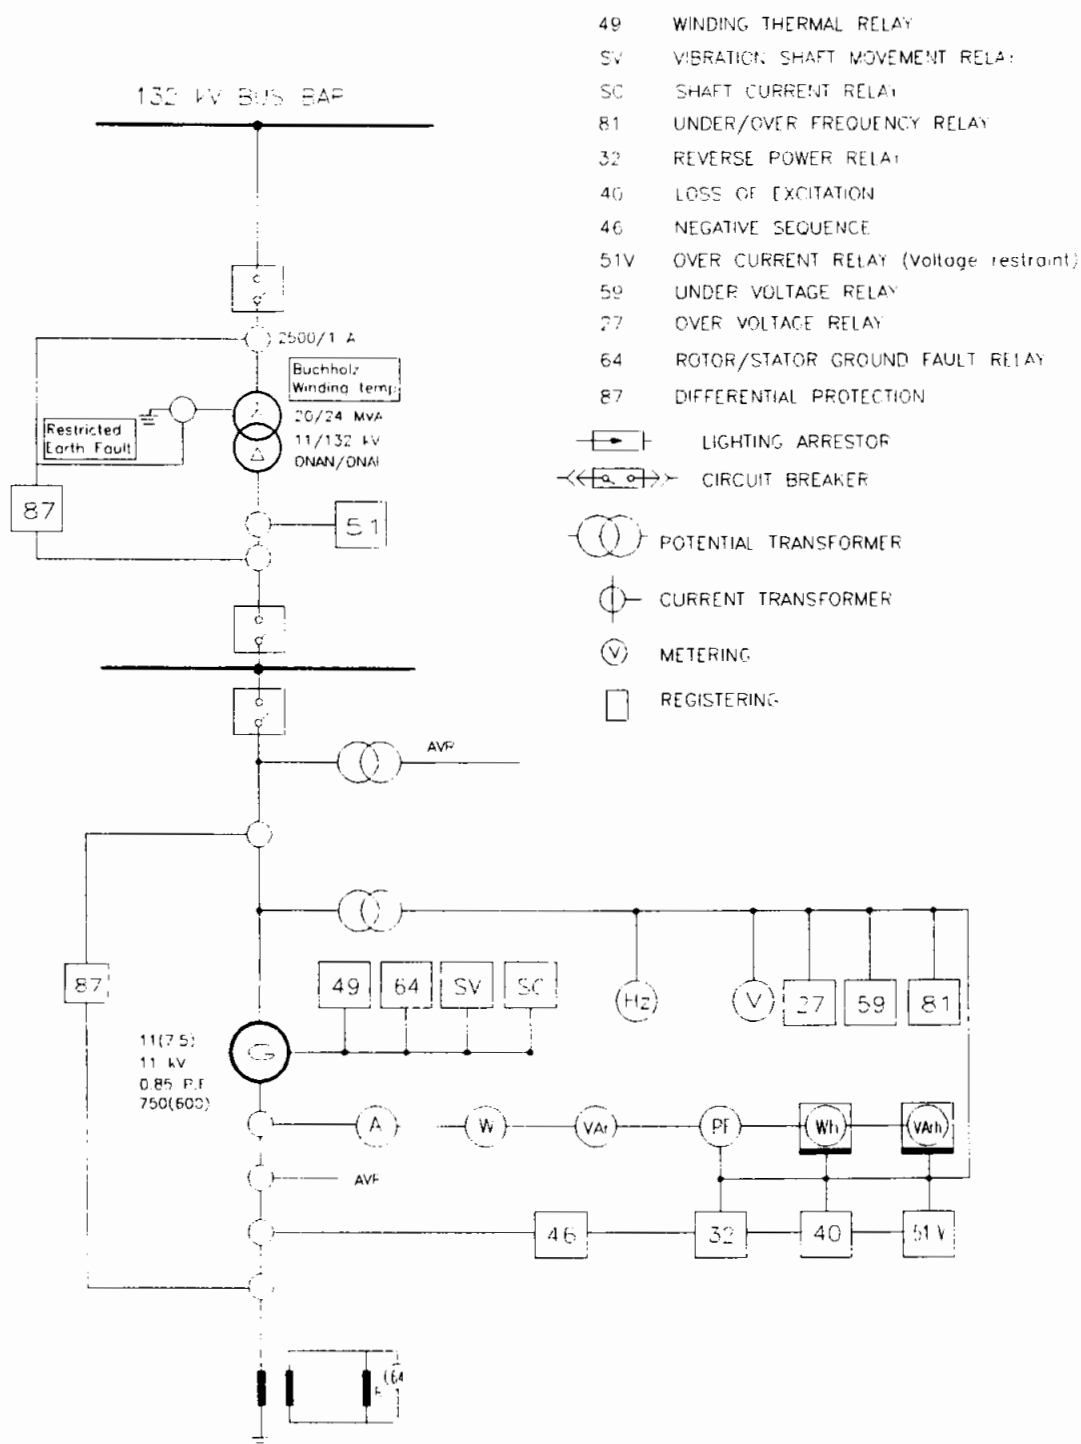 49 WINDING THERMAL RELAY
SV VIBRATION SHAFT MOVEMENT RELAY
SC SHAFT CURRENT RELAY
81 UNDER/OVER FREQUENCY RELAY
32 REVERSE POWER RELAY
40 LOSS OF EXCITATION
46 NEGATIVE SEQUENCE
51V OVER CURRENT RELAY (Voltage restraint)
59 UNDER VOLTAGE RELAY
27 OVER VOLTAGE RELAY
64 ROTOR/STATOR GROUND FAULT RELAY
87 DIFFERENTIAL PROTECTION
LIGHTING ARRESTOR
CIRCUIT BREAKER
POTENTIAL TRANSFORMER
CURRENT TRANSFORMER
V METERING
REGISTERING
132 kV BUS BAR
2500/1 A
Buchholz
Winding temp
20/24 MVA
11/132 kV
ONAN/ONAF
Restricted
Earth Fault
87
51
AVR
87
49 64 SV SC
Hz V 27 59 81
G
11(7.5)
11 kV
0.85 P.F
750(600)
A W VAr PF Wh VArh
AVR
46 32 40 51 V
R
(64